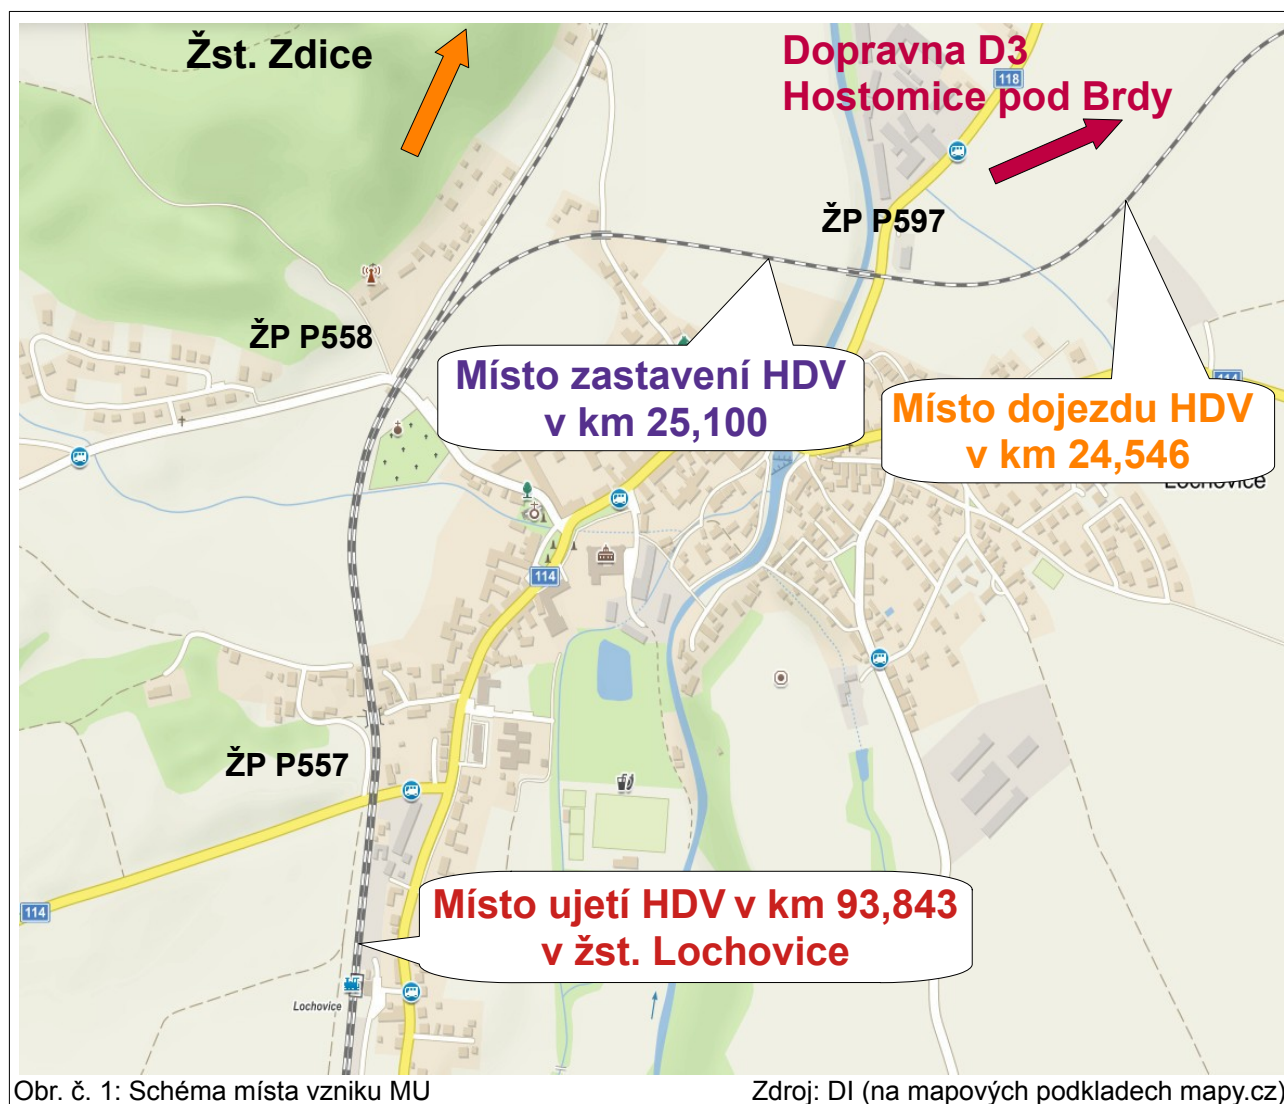 Žst. Zdice
Dopravna D3
Hostomice pod Brdy
118
ŽP P597
ŽP P558
Místo zastavení HDV
v km 25,100
114
Místo dojezdu HDV
v km 24,546
Lochovice
114
ŽP P557
114
Místo ujetí HDV v km 93,843
v žst. Lochovice
Lochovice
Obr. č. 1: Schéma místa vzniku MU
Zdroj: DI (na mapových podkladech mapy.cz)